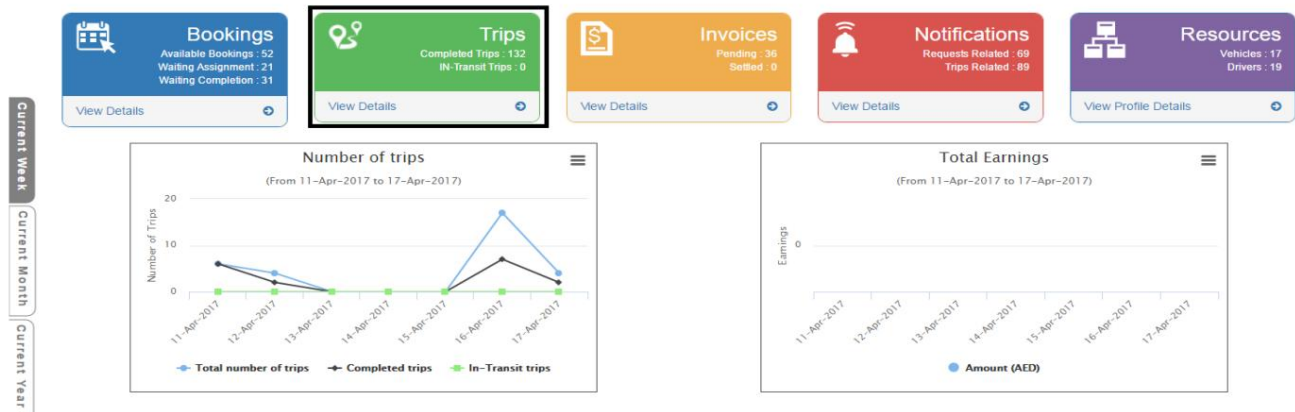 Bookings
Available Bookings : 52
Waiting Assignment : 21
Waiting Completion : 31
View Details
Trips
Completed Trips : 132
IN-Transit Trips : 0
View Details
Invoices
Pending : 36
Settled : 0
View Details
Notifications
Requests Related : 69
Trips Related : 89
View Details
Resources
Vehicles : 17
Drivers : 19
View Profile Details
Current Week
Current Month
Current Year
Number of trips
(From 11-Apr-2017 to 17-Apr-2017)
Number of Trips
20
10
0
11-Apr-2017
12-Apr-2017
13-Apr-2017
14-Apr-2017
15-Apr-2017
16-Apr-2017
17-Apr-2017
Total number of trips Completed trips In-Transit trips
Total Earnings
(From 11-Apr-2017 to 17-Apr-2017)
Earnings
0
11-Apr-2017
12-Apr-2017
13-Apr-2017
14-Apr-2017
15-Apr-2017
16-Apr-2017
17-Apr-2017
Amount (AED)